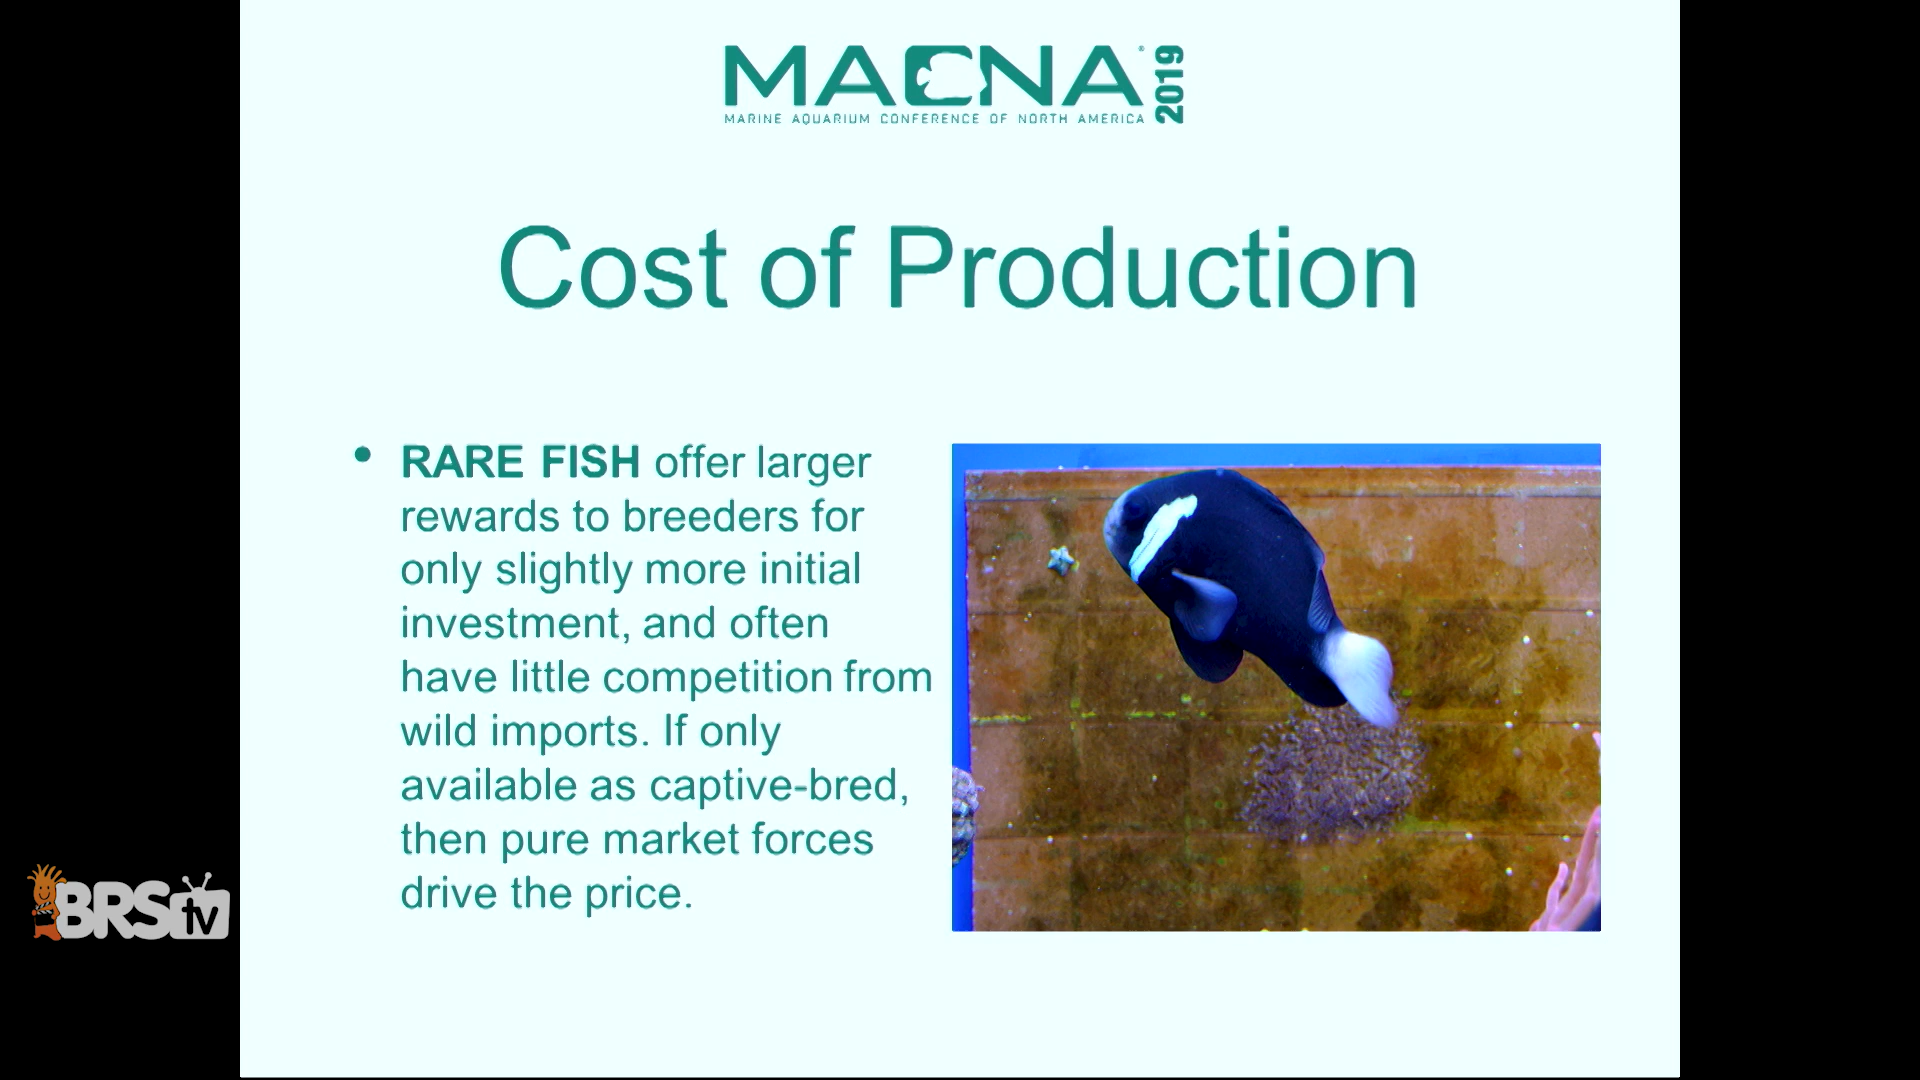 MACNA® 2019
MARINE AQUARIUM CONFERENCE OF NORTH AMERICA
Cost of Production
• RARE FISH offer larger
rewards to breeders for
only slightly more initial
investment, and often
have little competition from
wild imports. If only
available as captive-bred,
then pure market forces
drive the price.
BRStv